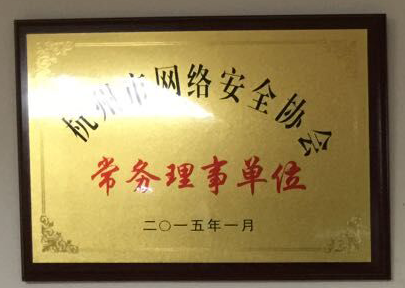 杭州市网络安全协会
常务理事单位
二〇一五年一月